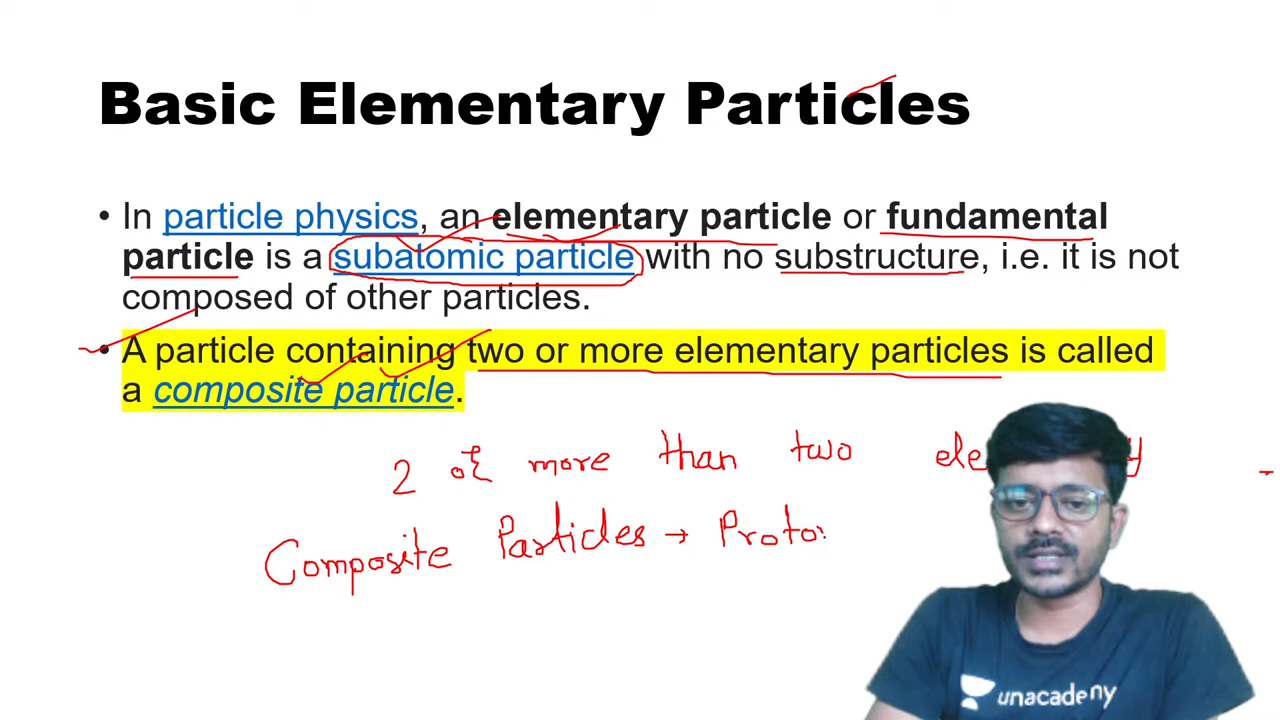 Basic Elementary Particles
• In particle physics, an elementary particle or fundamental
particle is a subatomic particle with no substructure, i.e. it is not
composed of other particles.
• A particle containing two or more elementary particles is called
a composite particle.
2 or more than two
Composite Particles → Proto
unacademy